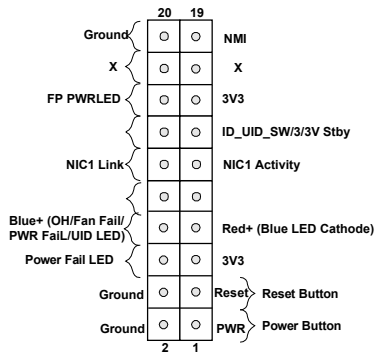 20 19
Ground NMI
X X
FP PWRLED 3V3
ID_UID_SW/3/3V Stby
NIC1 Link NIC1 Activity
Blue+ (OH/Fan Fail/
PWR FaiL/UID LED)
Red+ (Blue LED Cathode)
Power Fail LED 3V3
Ground Reset Reset Button
Ground PWR Power Button
2 1